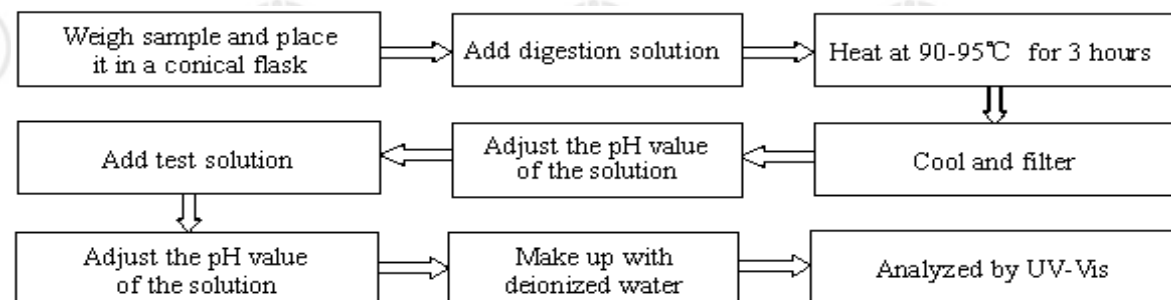 Weigh sample and place
it in a conical flask
Add digestion solution
Heat at 90-95℃ for 3 hours
Cool and filter
Adjust the pH value
of the solution
Add test solution
Adjust the pH value
of the solution
Make up with
deionized water
Analyzed by UV-Vis